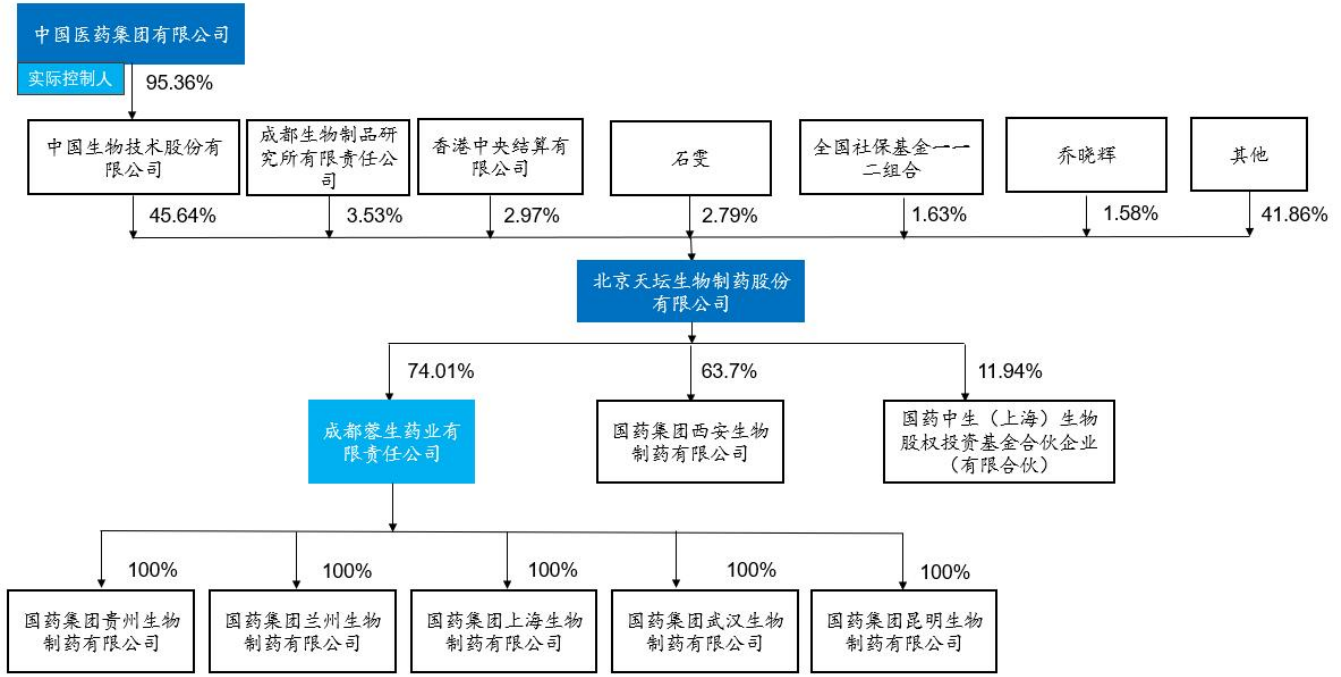 中国医药集团有限公司
实际控制人
95.36%
中国生物技术股份有
限公司
成都生物制品研
究所有限责任公
司
香港中央结算有
限公司
石雯
全国社保基金一一
二组合
乔晓辉
其他
45.64%
3.53%
2.97%
2.79%
1.63%
1.58%
41.86%
北京天坛生物制药股份
有限公司
74.01%
63.7%
11.94%
成都蓉生药业有
限责任公司
国药集团西安生物
制药有限公司
国药中生（上海）生物
股权投资基金合伙企业
（有限合伙）
100%
100%
100%
100%
100%
国药集团贵州生物
制药有限公司
国药集团兰州生物
制药有限公司
国药集团上海生物
制药有限公司
国药集团武汉生物
制药有限公司
国药集团昆明生物
制药有限公司